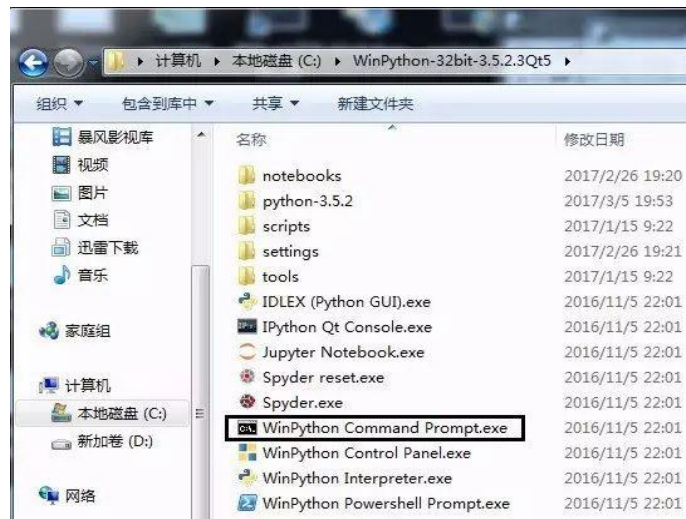 计算机 本地磁盘 (C:) WinPython-32bit-3.5.2.3Qt5
组织 包含到库中 共享 新建文件夹
暴风影视库
视频
图片
文档
迅雷下载
音乐
家庭组
计算机
本地磁盘 (C:)
新加卷 (D:)
网络
名称 修改日期
notebooks 2017/2/26 19:20
python-3.5.2 2017/3/5 19:53
scripts 2017/1/15 9:22
settings 2017/2/26 19:21
tools 2017/1/15 9:22
IDLEX (Python GUI).exe 2016/11/5 22:01
IPython Qt Console.exe 2016/11/5 22:01
Jupyter Notebook.exe 2016/11/5 22:01
Spyder reset.exe 2016/11/5 22:01
Spyder.exe 2016/11/5 22:01
WinPython Command Prompt.exe 2016/11/5 22:01
WinPython Control Panel.exe 2016/11/5 22:01
WinPython Interpreter.exe 2016/11/5 22:01
WinPython Powershell Prompt.exe 2016/11/5 22:01